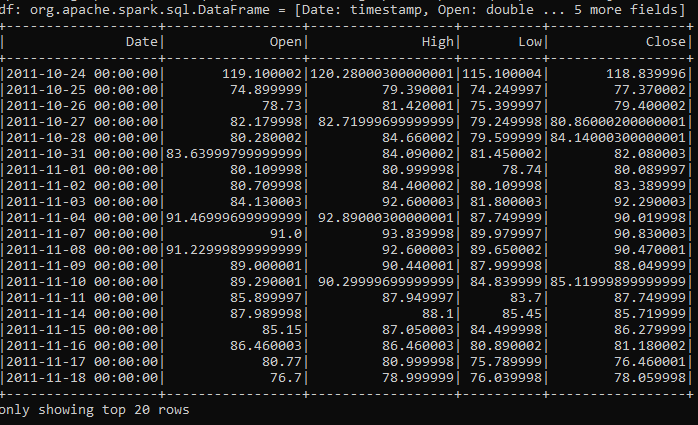 df: org.apache.spark.sql.DataFrame = [Date: timestamp, Open: double ... 5 more fields]
+-------------------+-----------------+------------------+----------+-----------------+
|               Date|             Open|              High|       Low|            Close|
+-------------------+-----------------+------------------+----------+-----------------+
|2011-10-24 00:00:00|       119.100002|120.28000300000001|115.100004|       118.839996|
|2011-10-25 00:00:00|        74.899999|         79.390001| 74.249997|        77.370002|
|2011-10-26 00:00:00|            78.73|         81.420001| 75.399997|        79.400002|
|2011-10-27 00:00:00|        82.179998| 82.71999699999999| 79.249998|80.86000200000001|
|2011-10-28 00:00:00|        80.280002|         84.660002| 79.599999|84.14000300000001|
|2011-10-31 00:00:00|83.63999799999999|         84.090002| 81.450002|        82.080003|
|2011-11-01 00:00:00|        80.109998|         80.999998|     78.74|        80.089997|
|2011-11-02 00:00:00|        80.709998|         84.400002| 80.109998|        83.389999|
|2011-11-03 00:00:00|        84.130003|         92.600003| 81.800003|        92.290003|
|2011-11-04 00:00:00|91.46999699999999| 92.89000300000001| 87.749999|        90.019998|
|2011-11-07 00:00:00|             91.0|         93.839998| 89.979997|        90.830003|
|2011-11-08 00:00:00|91.22999899999999|         92.600003| 89.650002|        90.470001|
|2011-11-09 00:00:00|        89.000001|         90.440001| 87.999998|        88.049999|
|2011-11-10 00:00:00|        89.290001| 90.29999699999999| 84.839999|85.11999899999999|
|2011-11-11 00:00:00|        85.899997|         87.949997|      83.7|        87.749999|
|2011-11-14 00:00:00|        87.989998|              88.1|     85.45|        85.719999|
|2011-11-15 00:00:00|            85.15|         87.050003| 84.499998|        86.279999|
|2011-11-16 00:00:00|        86.460003|         86.460003| 80.890002|        81.180002|
|2011-11-17 00:00:00|            80.77|         80.999998| 75.789999|        76.460001|
|2011-11-18 00:00:00|             76.7|         78.999999| 76.039998|        78.059998|
+-------------------+-----------------+------------------+----------+-----------------+
only showing top 20 rows